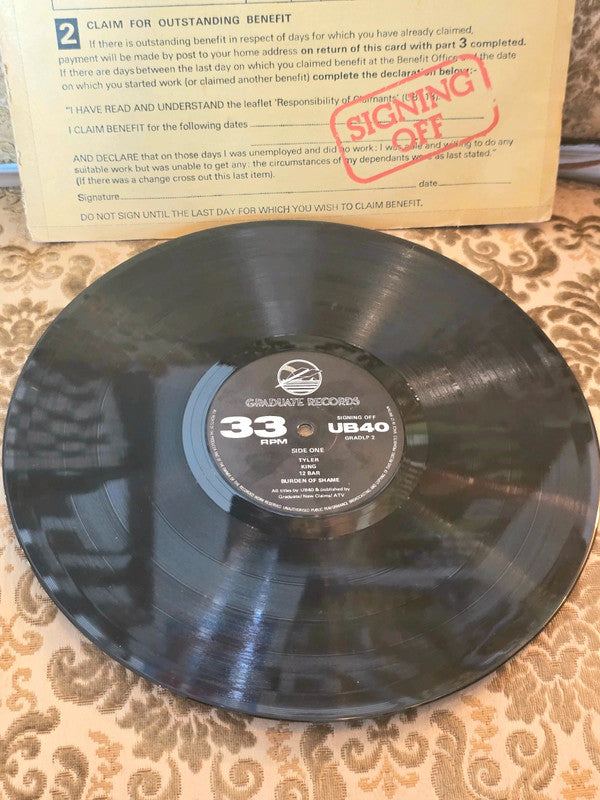 2 CLAIM FOR OUTSTANDING BENEFIT
If there is outstanding benefit in respect of days for which you have already claimed,
payment will be made by post to your home address on return of this card with part 3 completed.
If there are days between the last day on which you claimed benefit at the Benefit Office and the date
on which you started work (or claimed another benefit) complete the declaration below:-
"I HAVE READ AND UNDERSTAND the leaflet 'Responsibility of Claimants'
I CLAIM BENEFIT for the following dates
SIGNING
OFF
AND DECLARE that on those days I was unemployed and did no work: I was able and willing to do any
suitable work but was unable to get any: the circumstances of my dependants were as last stated."
(If there was a change cross out this last item).
Signature date
DO NOT SIGN UNTIL THE LAST DAY FOR WHICH YOU WISH TO CLAIM BENEFIT.
GRADUATE RECORDS
33
RPM
SIGNING OFF
UB40
GRADLP 2
SIDE ONE
TYLER
KING
12 BAR
BURDEN OF SHAME
All titles by UB40 & published by
Graduate/New Claims/ATV